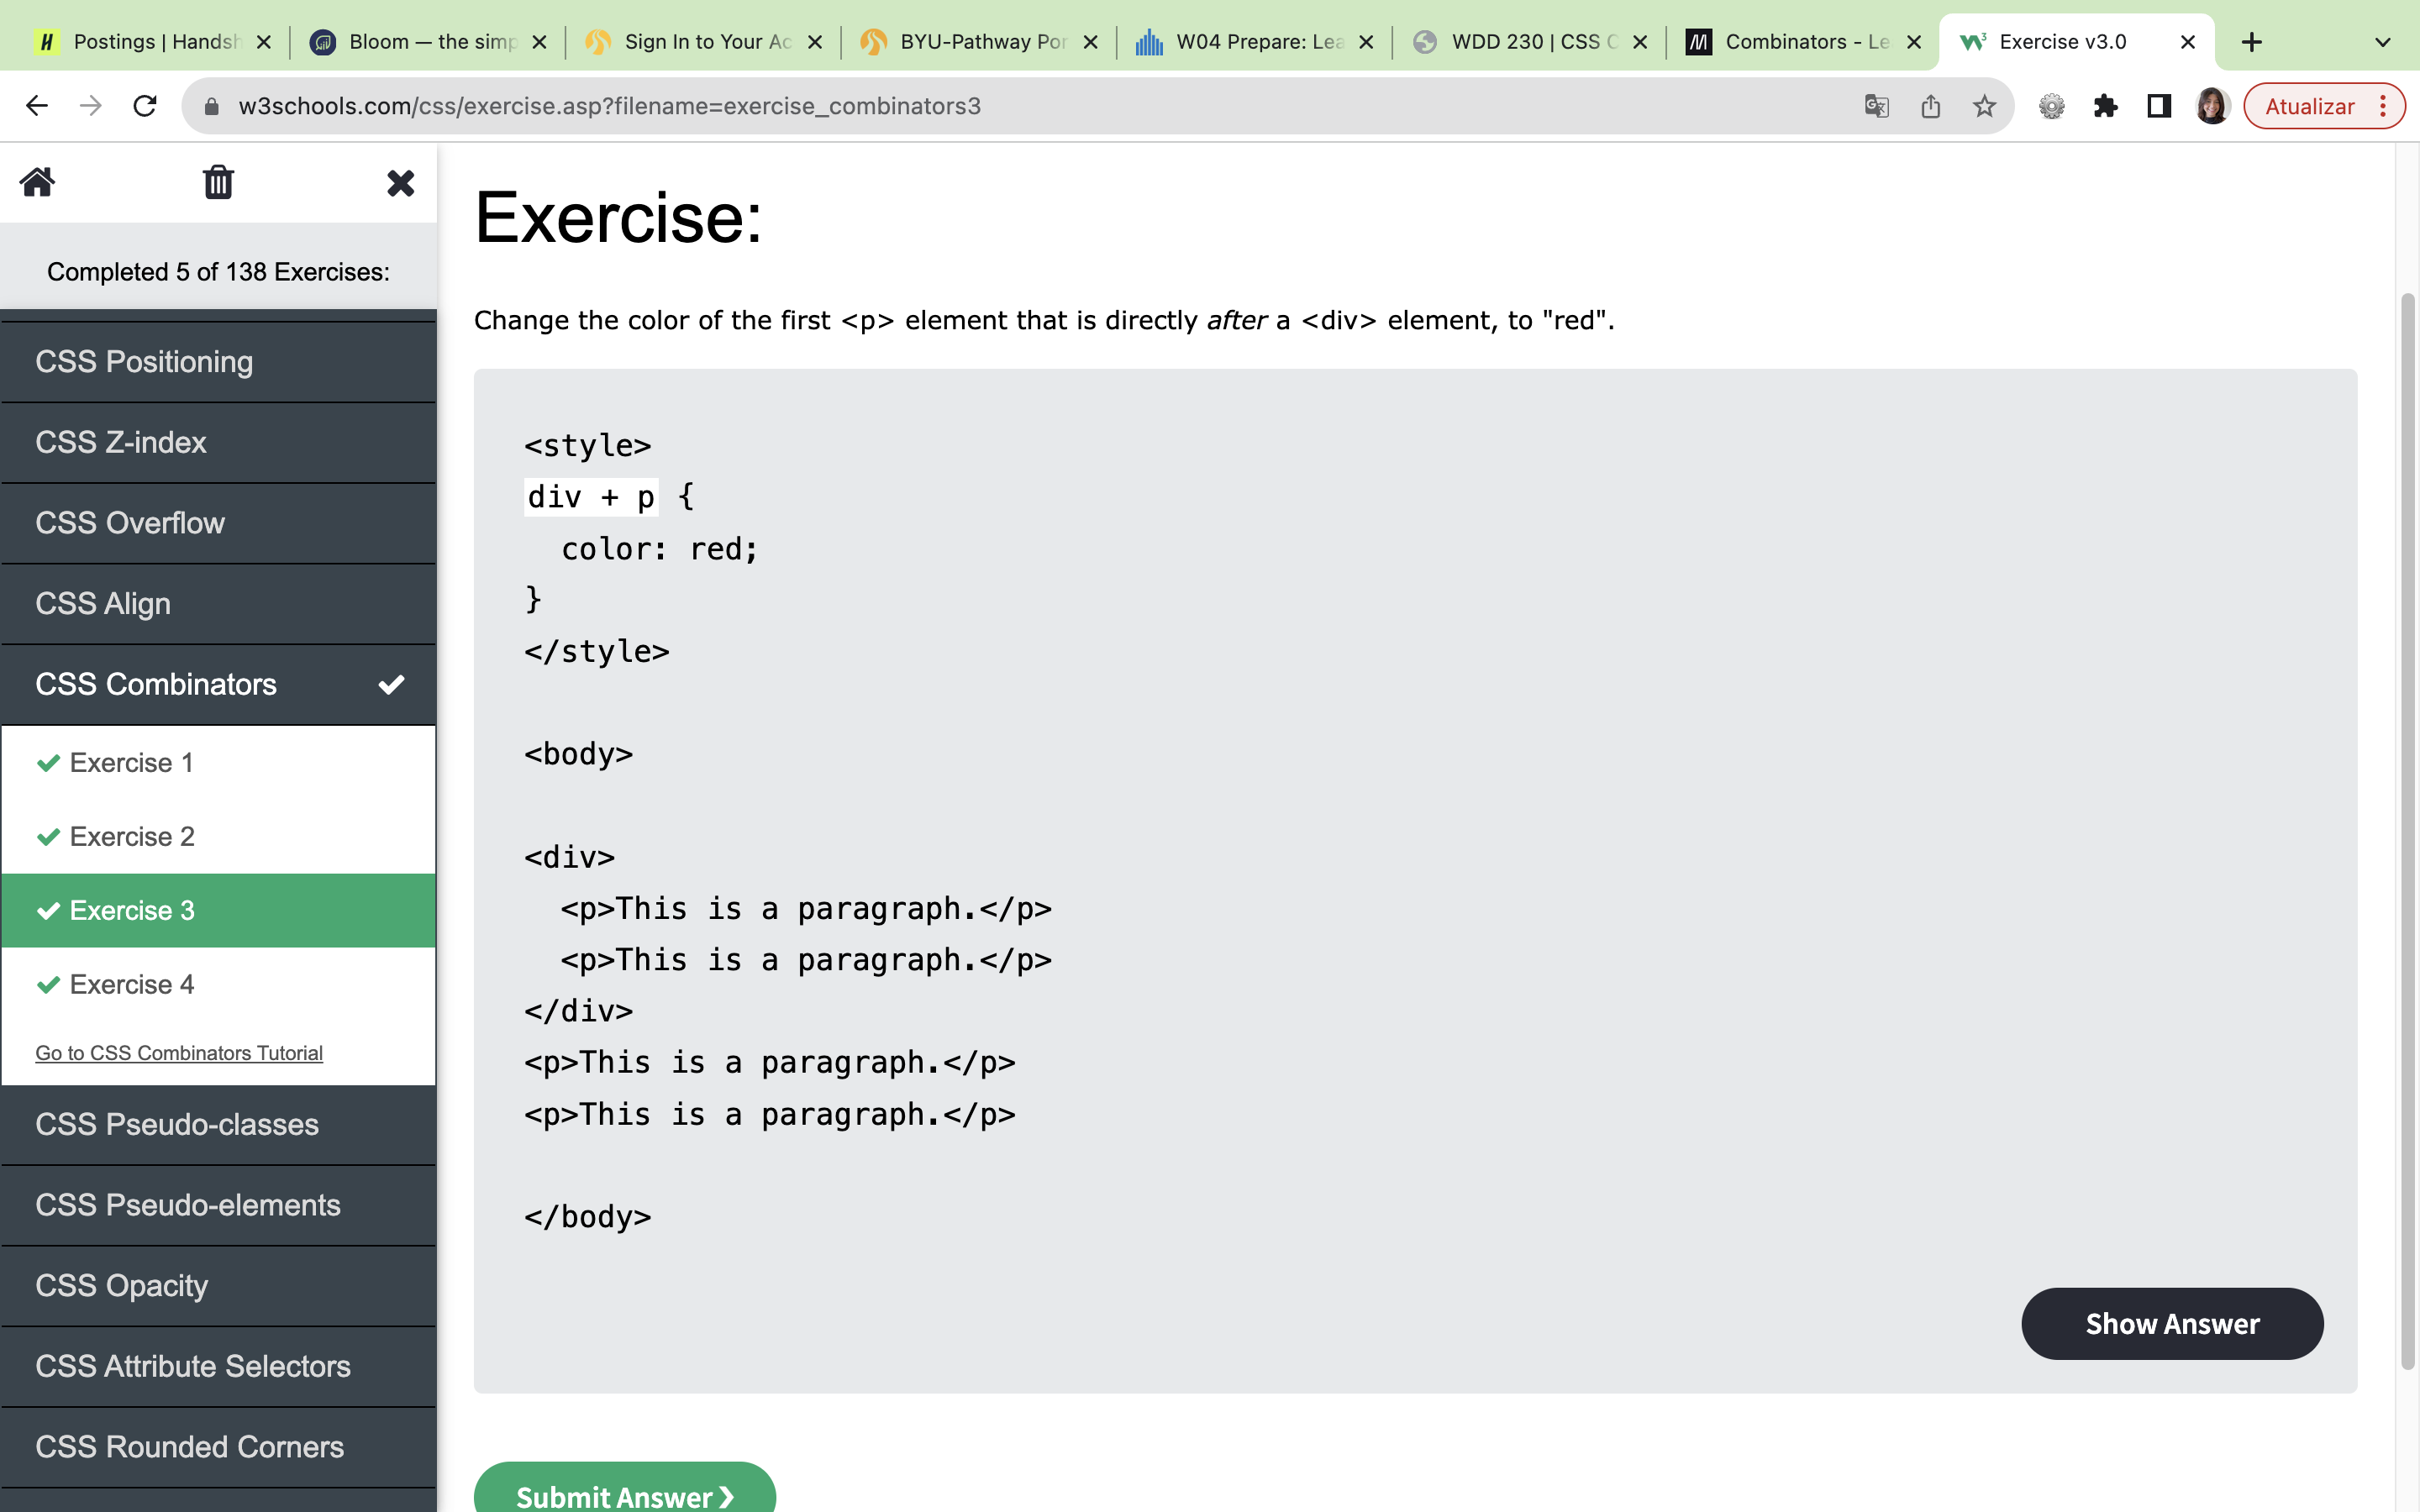 Postings | Handsh
Bloom — the simp
Sign In to Your Ac
BYU-Pathway Por
W04 Prepare: Lea
WDD 230 | CSS C
Combinators - Le
Exercise v3.0
w3schools.com/css/exercise.asp?filename=exercise_combinators3
Atualizar
Completed 5 of 138 Exercises:
CSS Positioning
CSS Z-index
CSS Overflow
CSS Align
CSS Combinators
Exercise 1
Exercise 2
Exercise 3
Exercise 4
Go to CSS Combinators Tutorial
CSS Pseudo-classes
CSS Pseudo-elements
CSS Opacity
CSS Attribute Selectors
CSS Rounded Corners
Exercise:
Change the color of the first <p> element that is directly after a <div> element, to "red".
<style>
div + p {
  color: red;
}
</style>
<body>
<div>
  <p>This is a paragraph.</p>
  <p>This is a paragraph.</p>
</div>
<p>This is a paragraph.</p>
<p>This is a paragraph.</p>
</body>
Show Answer
Submit Answer ❯